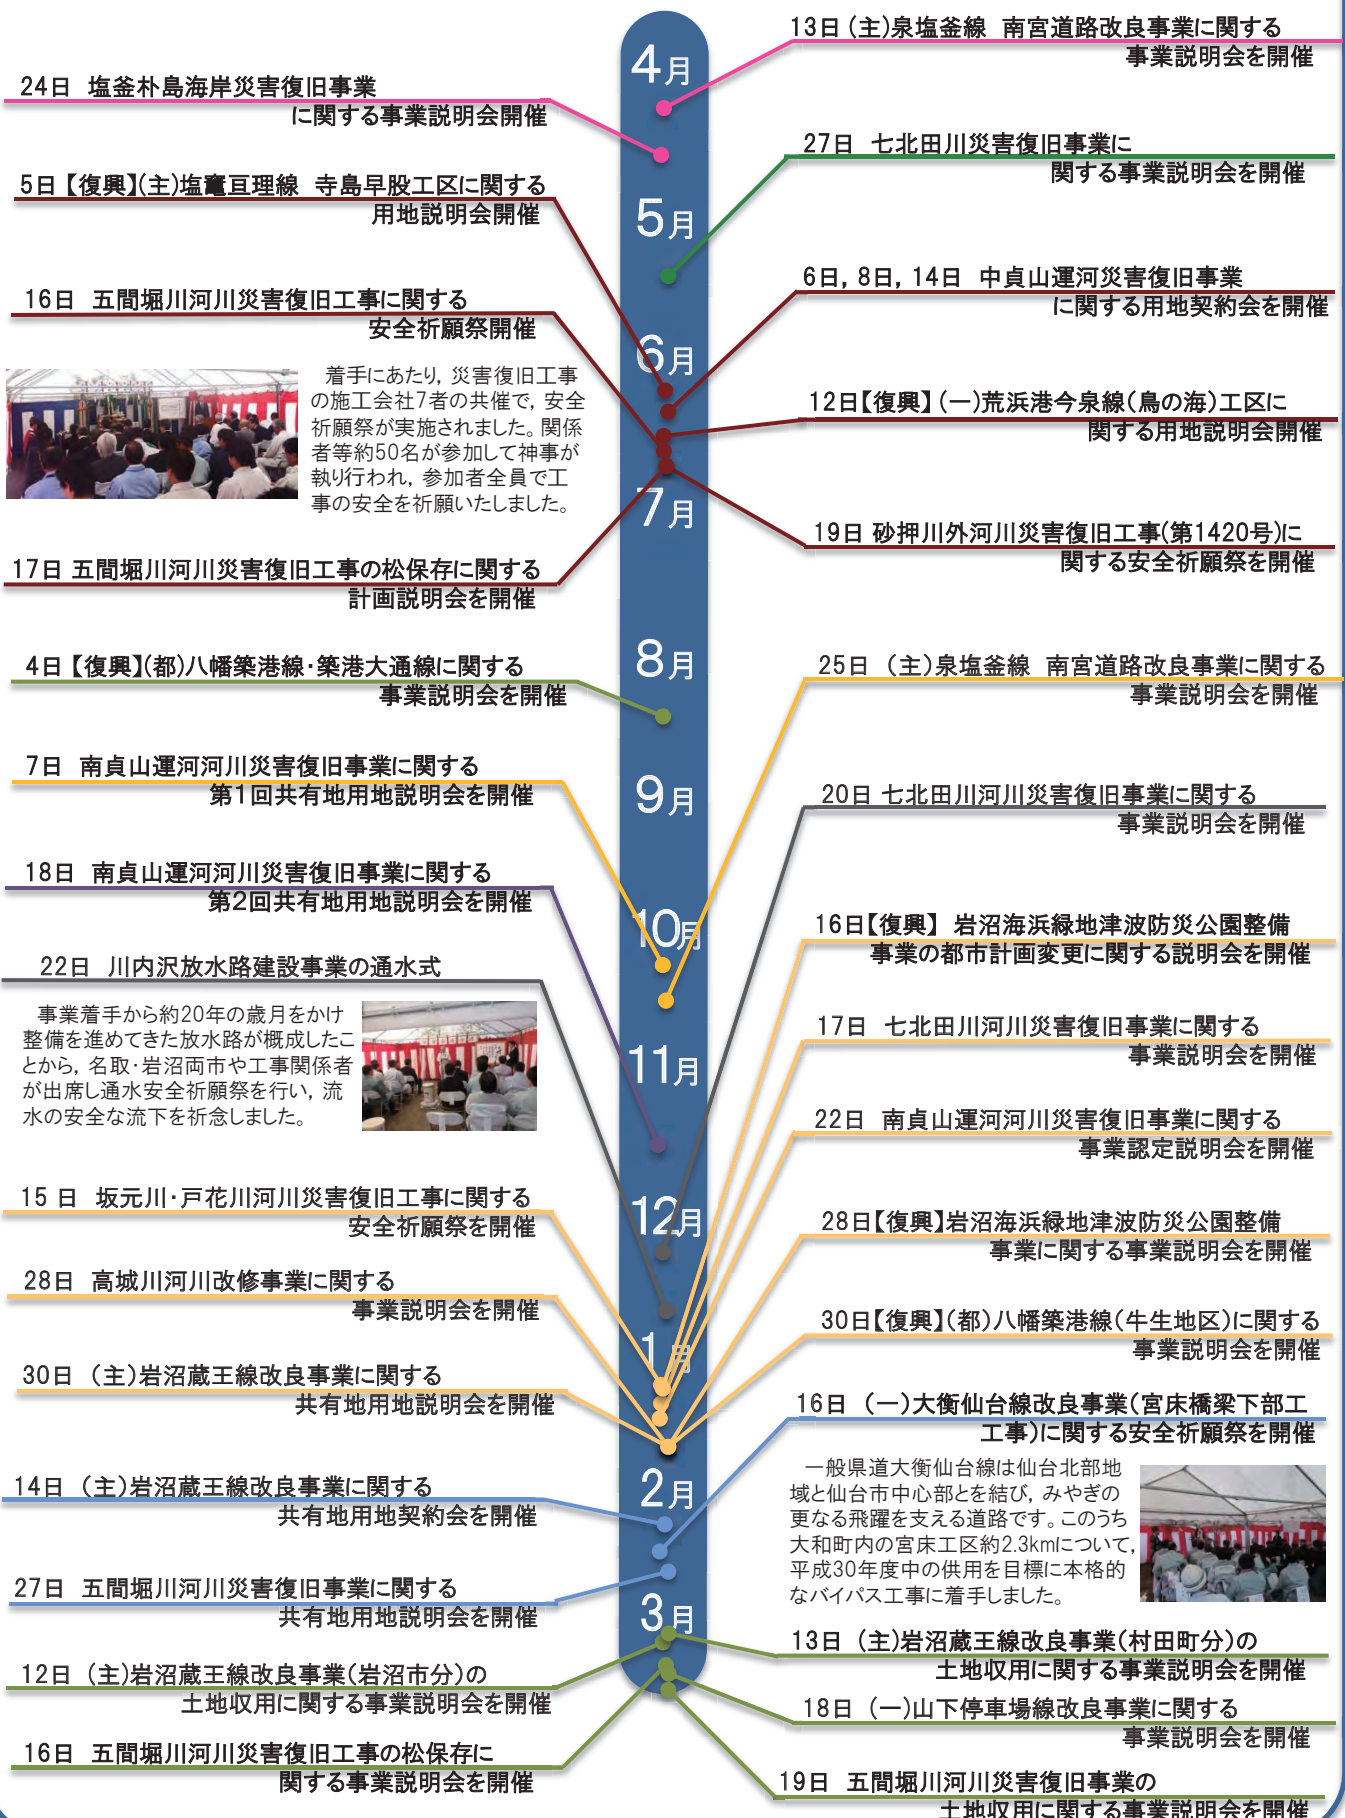 4月
13日 (主)泉塩釜線 南宮道路改良事業に関する
事業説明会を開催
24日 塩釜朴島海岸災害復旧事業
に関する事業説明会開催
27日 七北田川災害復旧事業に
関する事業説明会を開催
5日【復興】(主)塩竈亘理線 寺島早股工区に関する
用地説明会開催
5月
6日，8日，14日 中貞山運河災害復旧事業
に関する用地契約会を開催
16日 五間堀川河川災害復旧工事に関する
安全祈願祭開催
6月
着手にあたり，災害復旧工事
の施工会社7者の共催で，安全
祈願祭が実施されました。関係
者等約50名が参加して神事が
執り行われ，参加者全員で工
事の安全を祈願いたしました。
12日【復興】(一)荒浜港今泉線(鳥の海)工区に
関する用地説明会開催
7月
19日 砂押川外河川災害復旧工事(第1420号)に
関する安全祈願祭を開催
17日 五間堀川河川災害復旧工事の松保存に関する
計画説明会を開催
8月
4日【復興】(都)八幡築港線・築港大通線に関する
事業説明会を開催
25日 (主)泉塩釜線 南宮道路改良事業に関する
事業説明会を開催
7日 南貞山運河河川災害復旧事業に関する
第1回共有地用地説明会を開催
9月
20日 七北田川河川災害復旧事業に関する
事業説明会を開催
18日 南貞山運河河川災害復旧事業に関する
第2回共有地用地説明会を開催
10月
16日【復興】 岩沼海浜緑地津波防災公園整備
事業の都市計画変更に関する説明会を開催
22日 川内沢放水路建設事業の通水式
事業着手から約20年の歳月をかけ
整備を進めてきた放水路が概成したこ
とから，名取・岩沼両市や工事関係者
が出席し通水安全祈願祭を行い，流
水の安全な流下を祈念しました。
17日 七北田川河川災害復旧事業に関する
事業説明会を開催
11月
22日 南貞山運河河川災害復旧事業に関する
事業認定説明会を開催
15 日 坂元川・戸花川河川災害復旧工事に関する
安全祈願祭を開催
12月
28日【復興】岩沼海浜緑地津波防災公園整備
事業に関する事業説明会を開催
28日 高城川河川改修事業に関する
事業説明会を開催
30日【復興】(都)八幡築港線(牛生地区)に関する
事業説明会を開催
1月
30日 (主)岩沼蔵王線改良事業に関する
共有地用地説明会を開催
16日 (一)大衡仙台線改良事業(宮床橋梁下部工
工事)に関する安全祈願祭を開催
一般県道大衡仙台線は仙台北部地
域と仙台市中心部とを結び，みやぎの
更なる飛躍を支える道路です。このうち
大和町内の宮床工区約2.3kmについて，
平成30年度中の供用を目標に本格的
なバイパス工事に着手しました。
2月
14日 (主)岩沼蔵王線改良事業に関する
共有地用地契約会を開催
27日 五間堀川河川災害復旧事業に関する
共有地用地説明会を開催
3月
13日 (主)岩沼蔵王線改良事業(村田町分)の
土地収用に関する事業説明会を開催
12日 (主)岩沼蔵王線改良事業(岩沼市分)の
土地収用に関する事業説明会を開催
18日 (一)山下停車場線改良事業に関する
事業説明会を開催
16日 五間堀川河川災害復旧工事の松保存に
関する事業説明会を開催
19日 五間堀川河川災害復旧事業の
土地収用に関する事業説明会を開催